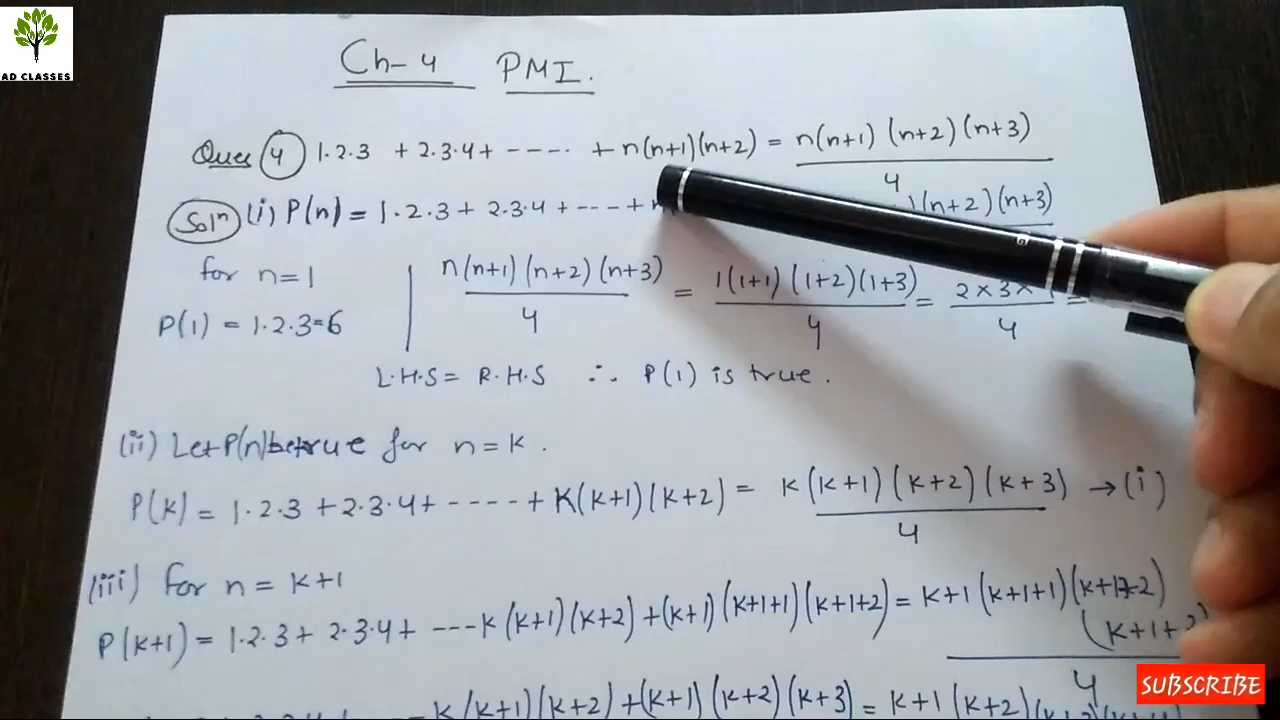 AD CLASSES
Ch-4 PMI.
Ques 4 1.2.3 + 2.3.4 + ---- + n(n+1)(n+2) = n(n+1)(n+2)(n+3)
4
Solⁿ (i) P(n) = 1.2.3 + 2.3.4 + --- + (n+2)(n+3)
for n=1 | n(n+1)(n+2)(n+3) = 1(1+1)(1+2)(1+3) = 2×3×
4 4 4
P(1) = 1.2.3=6
L.H.S = R.H.S ∴ P(1) is true.
(ii) Let P(n) be true for n=k.
P(k) = 1.2.3 + 2.3.4 + ---- + k(k+1)(k+2) = k(k+1)(k+2)(k+3) → (i)
4
(iii) for n = k+1
P(k+1) = 1.2.3 + 2.3.4 + --- k(k+1)(k+2) + (k+1)(k+1+1)(k+1+2) = k+1(k+1+1)(k+1+2)
(k+1+
4
k(k+1)(k+2) + (k+1)(k+2)(k+3) = k+1(k+2)
SUBSCRIBE